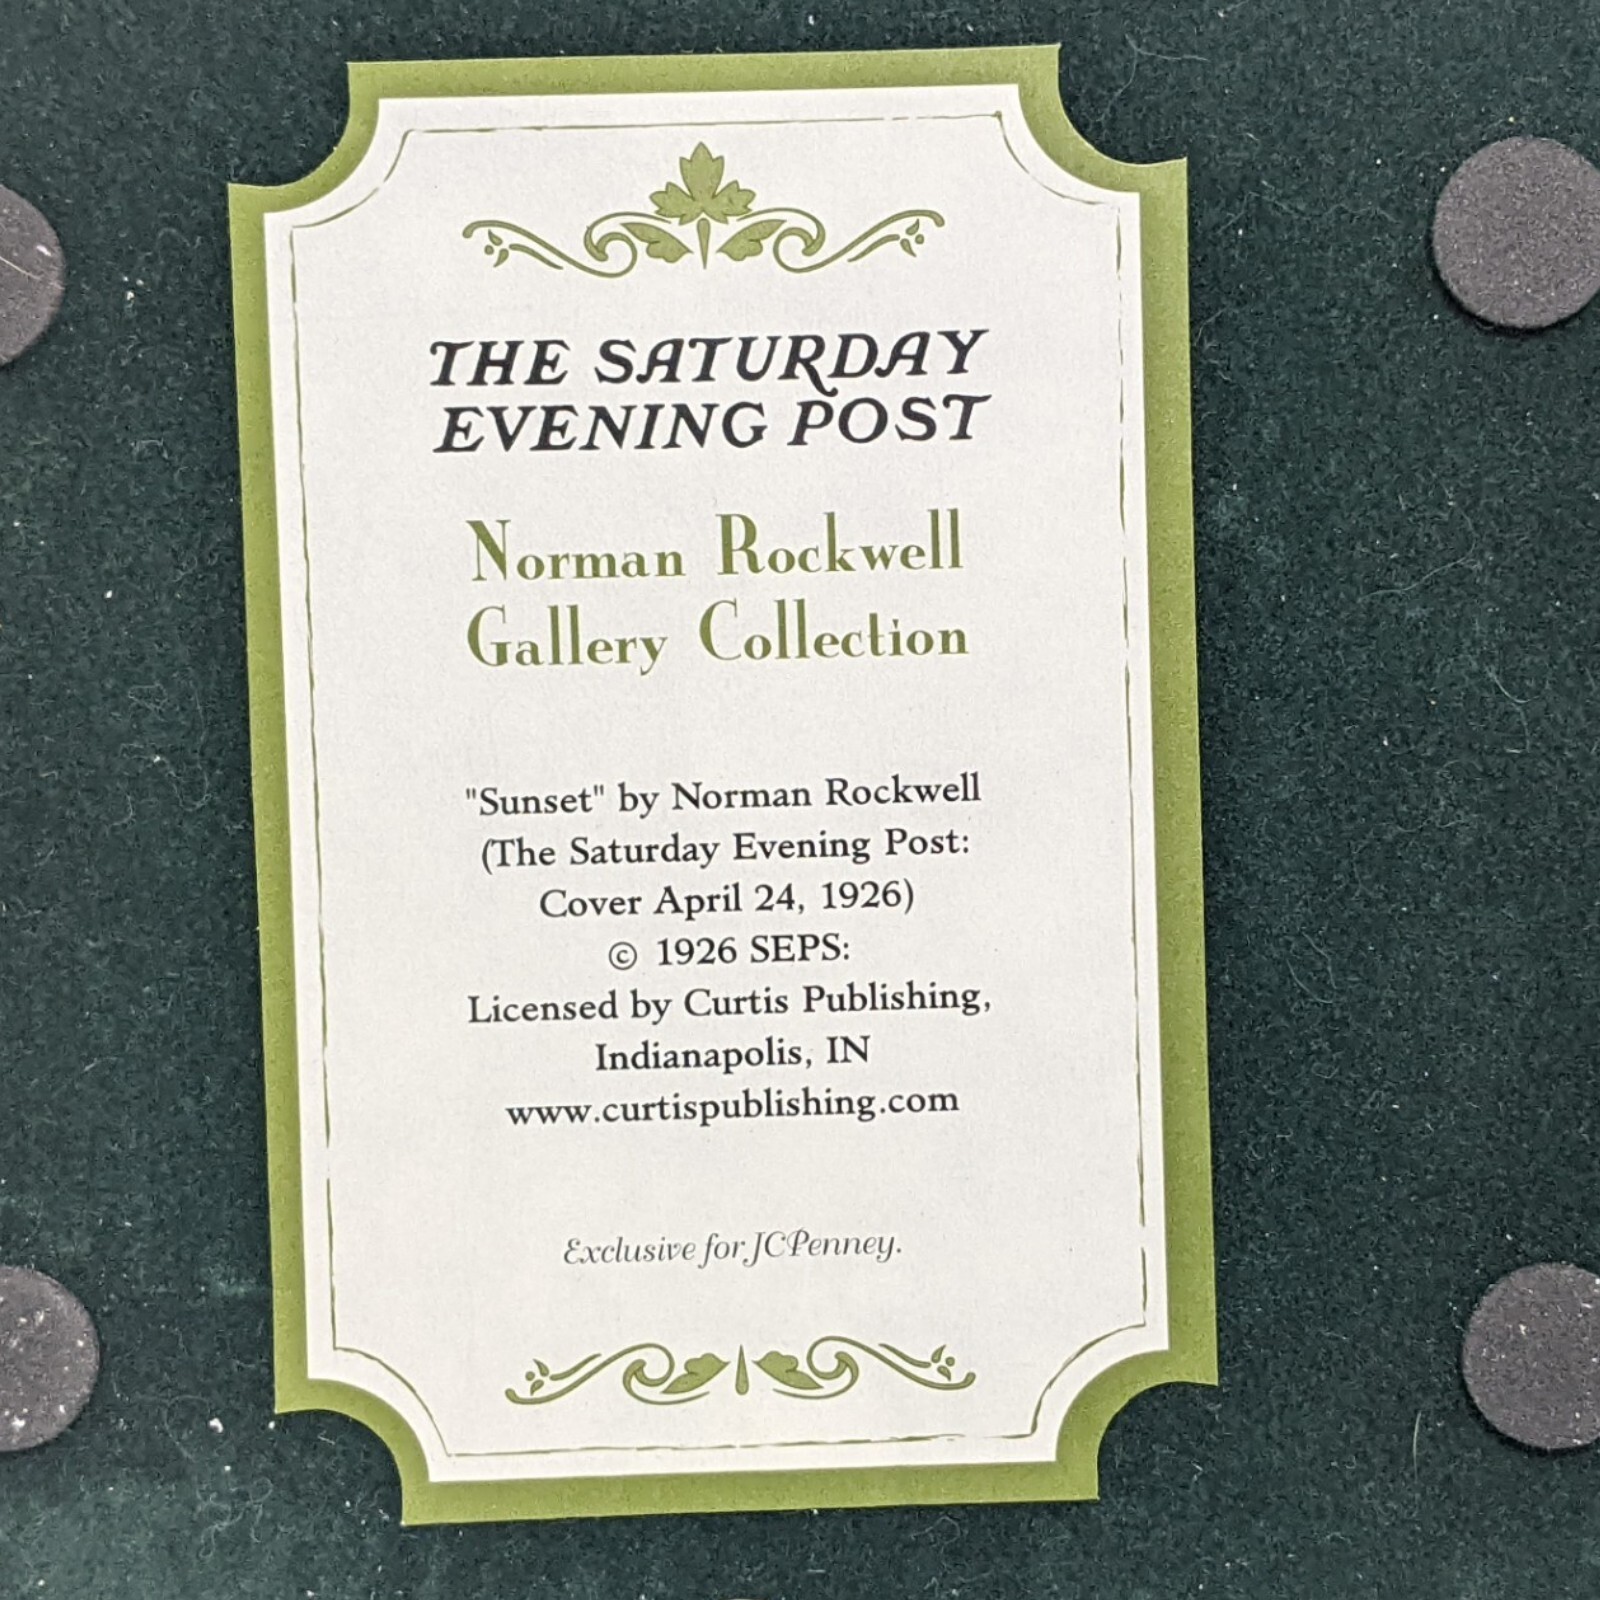 THE SATURDAY
EVENING POST
Norman Rockwell
Gallery Collection
"Sunset" by Norman Rockwell
(The Saturday Evening Post:
Cover April 24, 1926)
© 1926 SEPS:
Licensed by Curtis Publishing,
Indianapolis, IN
www.curtispublishing.com
Exclusive for JCPenney.